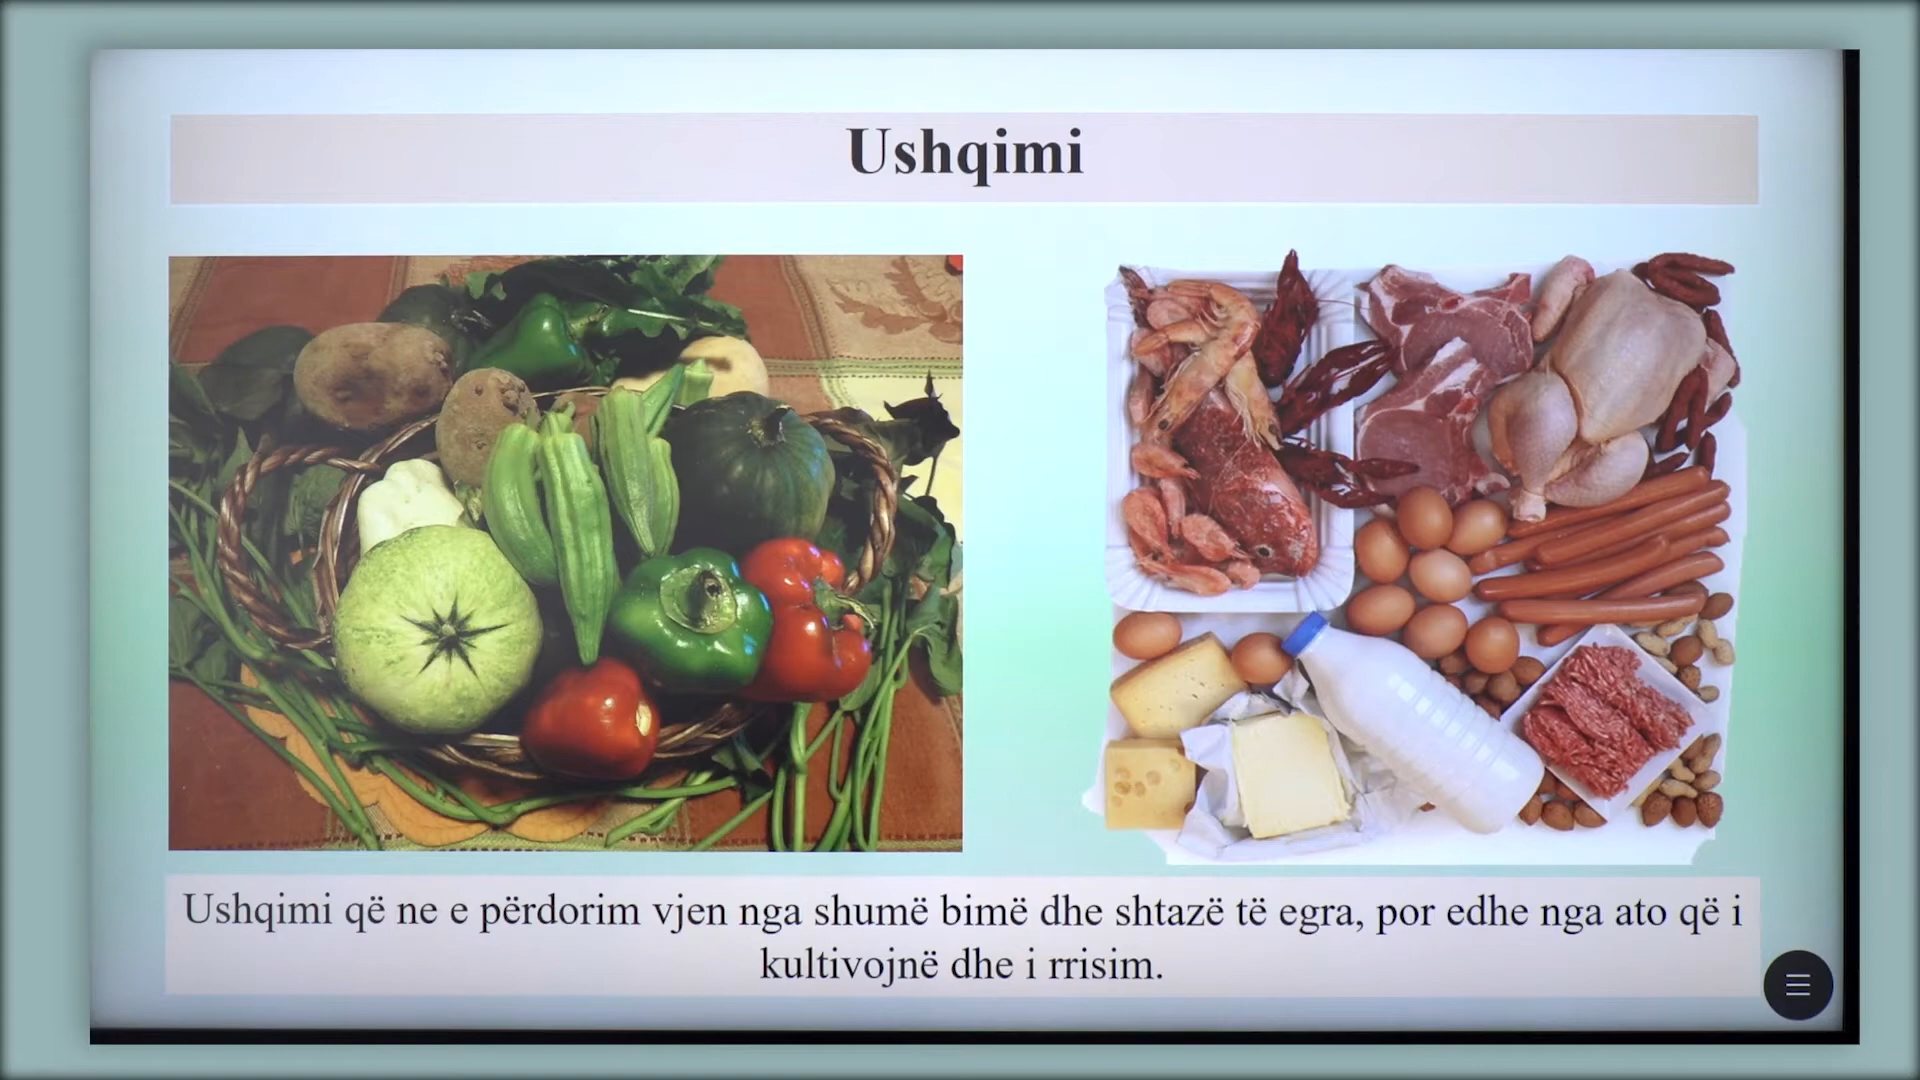 Ushqimi
Ushqimi që ne e përdorim vjen nga shumë bimë dhe shtazë të egra, por edhe nga ato që i
kultivojnë dhe i rrisim.